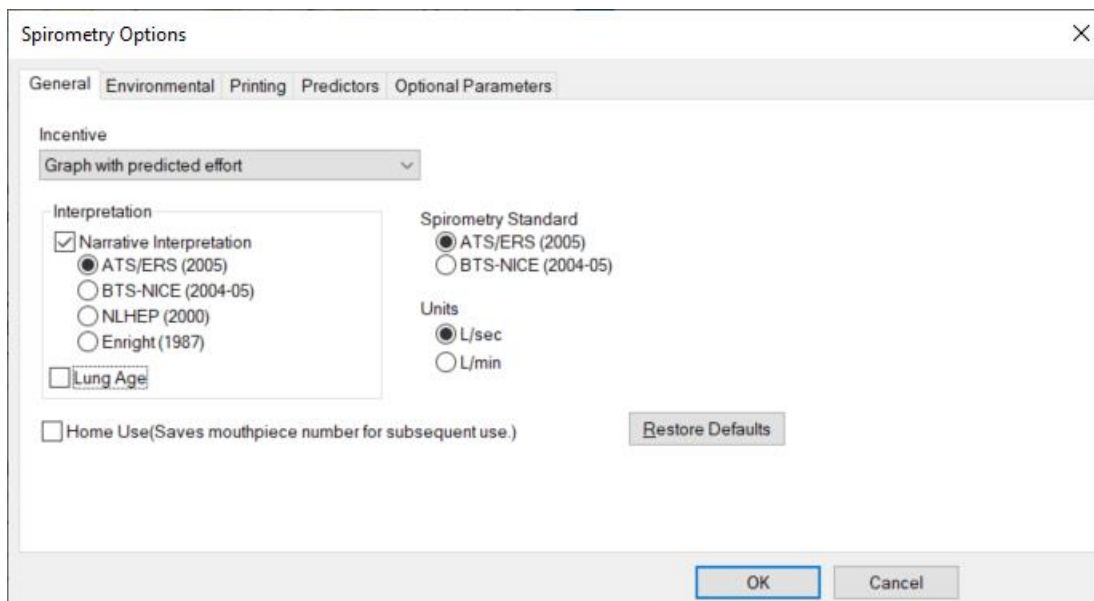 Spirometry Options
General Environmental Printing Predictors Optional Parameters
Incentive
Graph with predicted effort
Interpretation
Narrative Interpretation
ATS/ERS (2005)
BTS-NICE (2004-05)
NLHEP (2000)
Enright (1987)
Lung Age
Spirometry Standard
ATS/ERS (2005)
BTS-NICE (2004-05)
Units
L/sec
L/min
Home Use(Saves mouthpiece number for subsequent use.)
Restore Defaults
OK Cancel